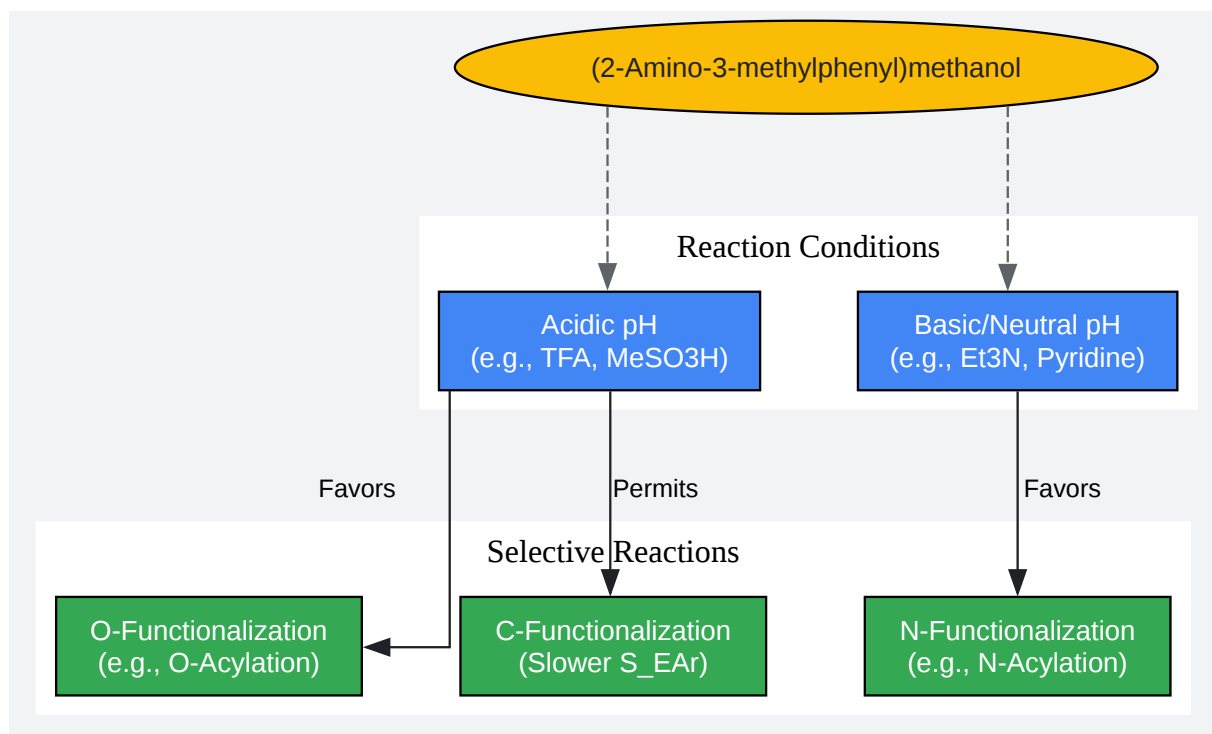 (2-Amino-3-methylphenyl)methanol
Reaction Conditions
Acidic pH
(e.g., TFA, MeSO3H)
Basic/Neutral pH
(e.g., Et3N, Pyridine)
Favors
Permits
Favors
Selective Reactions
O-Functionalization
(e.g., O-Acylation)
C-Functionalization
(Slower S_EAr)
N-Functionalization
(e.g., N-Acylation)